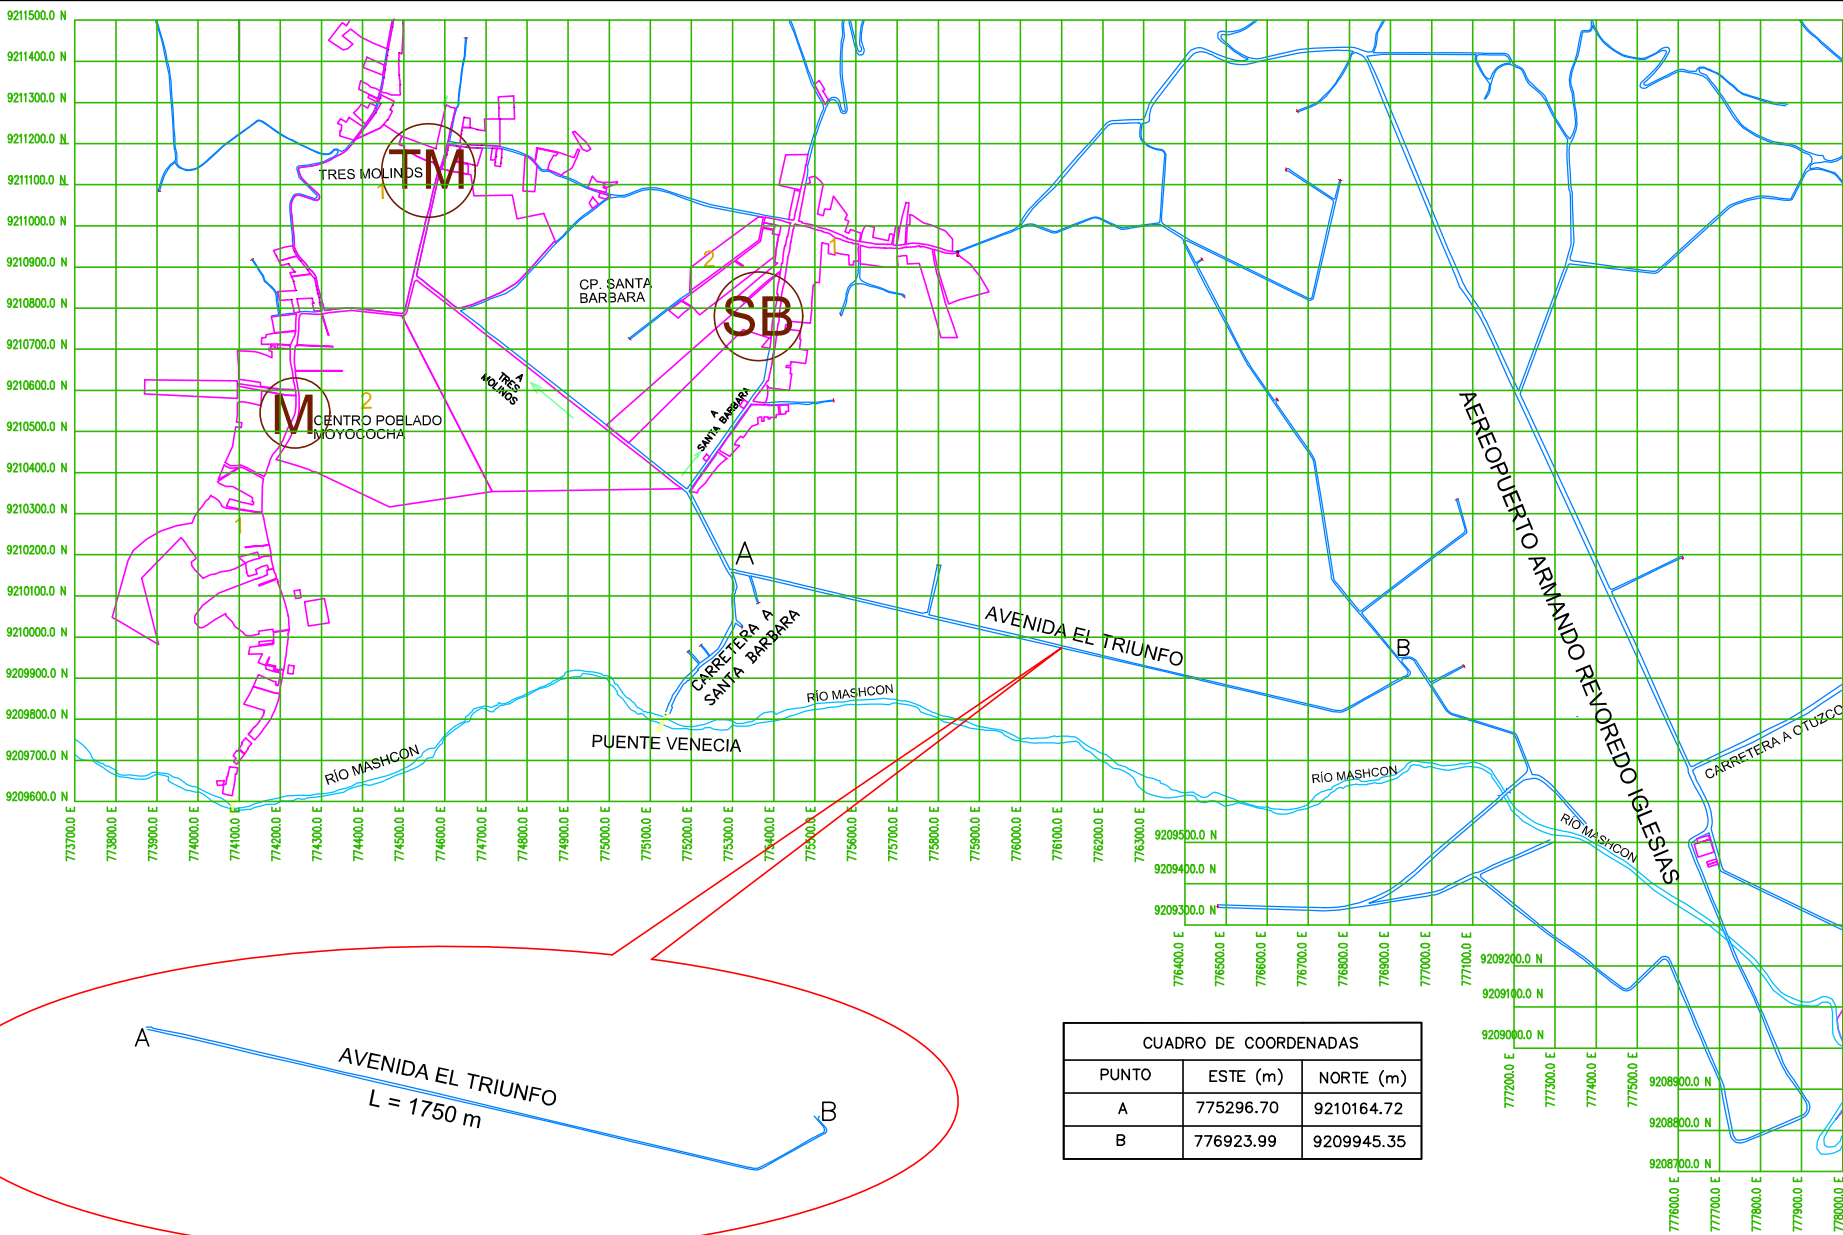 9211500.0 N
9211400.0 N
9211300.0 N
9211200.0 N
9211100.0 N
9211000.0 N
9210900.0 N
9210800.0 N
9210700.0 N
9210600.0 N
9210500.0 N
9210400.0 N
9210300.0 N
9210200.0 N
9210100.0 N
9210000.0 N
9209900.0 N
9209800.0 N
9209700.0 N
9209600.0 N
TM
TRES MOLINOS
1
2
1
CP. SANTA
BARBARA
SB
A
TRES
MOLINOS
A
SANTA BARBARA
M
2
CENTRO POBLADO
MOYOCOCHA
1
A
AVENIDA EL TRIUNFO
CARRETERA A
SANTA BARBARA
B
AEREOPUERTO ARMANDO REVOREDO IGLESIAS
RÍO MASHCON
PUENTE VENECIA
RÍO MASHCON
RÍO MASHCON
CARRETERA A OTUZCO
RÍO MASHCON
773700.0 E
773800.0 E
773900.0 E
774000.0 E
774100.0 E
774200.0 E
774300.0 E
774400.0 E
774500.0 E
774600.0 E
774700.0 E
774800.0 E
774900.0 E
775000.0 E
775100.0 E
775200.0 E
775300.0 E
775400.0 E
775500.0 E
775600.0 E
775700.0 E
775800.0 E
775900.0 E
776000.0 E
776100.0 E
776200.0 E
776300.0 E
9209500.0 N
9209400.0 N
9209300.0 N
776400.0 E
776500.0 E
776600.0 E
776700.0 E
776800.0 E
776900.0 E
777000.0 E
777100.0 E
9209200.0 N
9209100.0 N
9209000.0 N
777200.0 E
777300.0 E
777400.0 E
777500.0 E
9208900.0 N
9208800.0 N
9208700.0 N
777600.0 E
777700.0 E
777800.0 E
777900.0 E
778000.0 E
A
AVENIDA EL TRIUNFO
L = 1750 m
B
CUADRO DE COORDENADAS
PUNTO ESTE (m) NORTE (m)
A 775296.70 9210164.72
B 776923.99 9209945.35